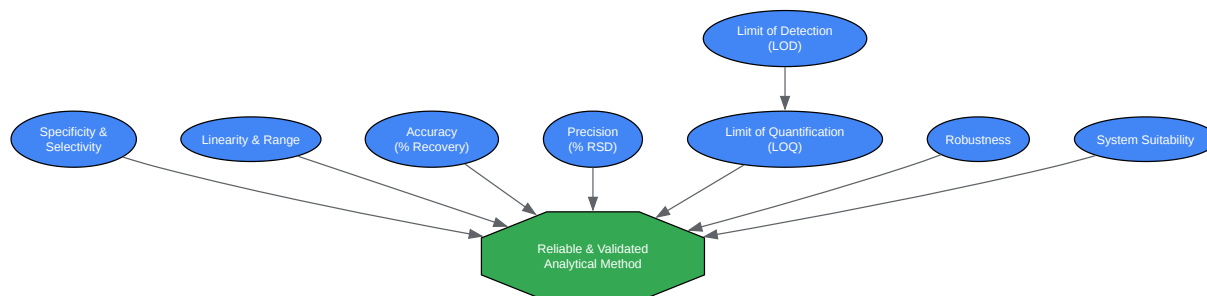 Limit of Detection
(LOD)
Specificity &
Selectivity
Linearity & Range
Accuracy
(% Recovery)
Precision
(% RSD)
Limit of Quantification
(LOQ)
Robustness
System Suitability
Reliable & Validated
Analytical Method